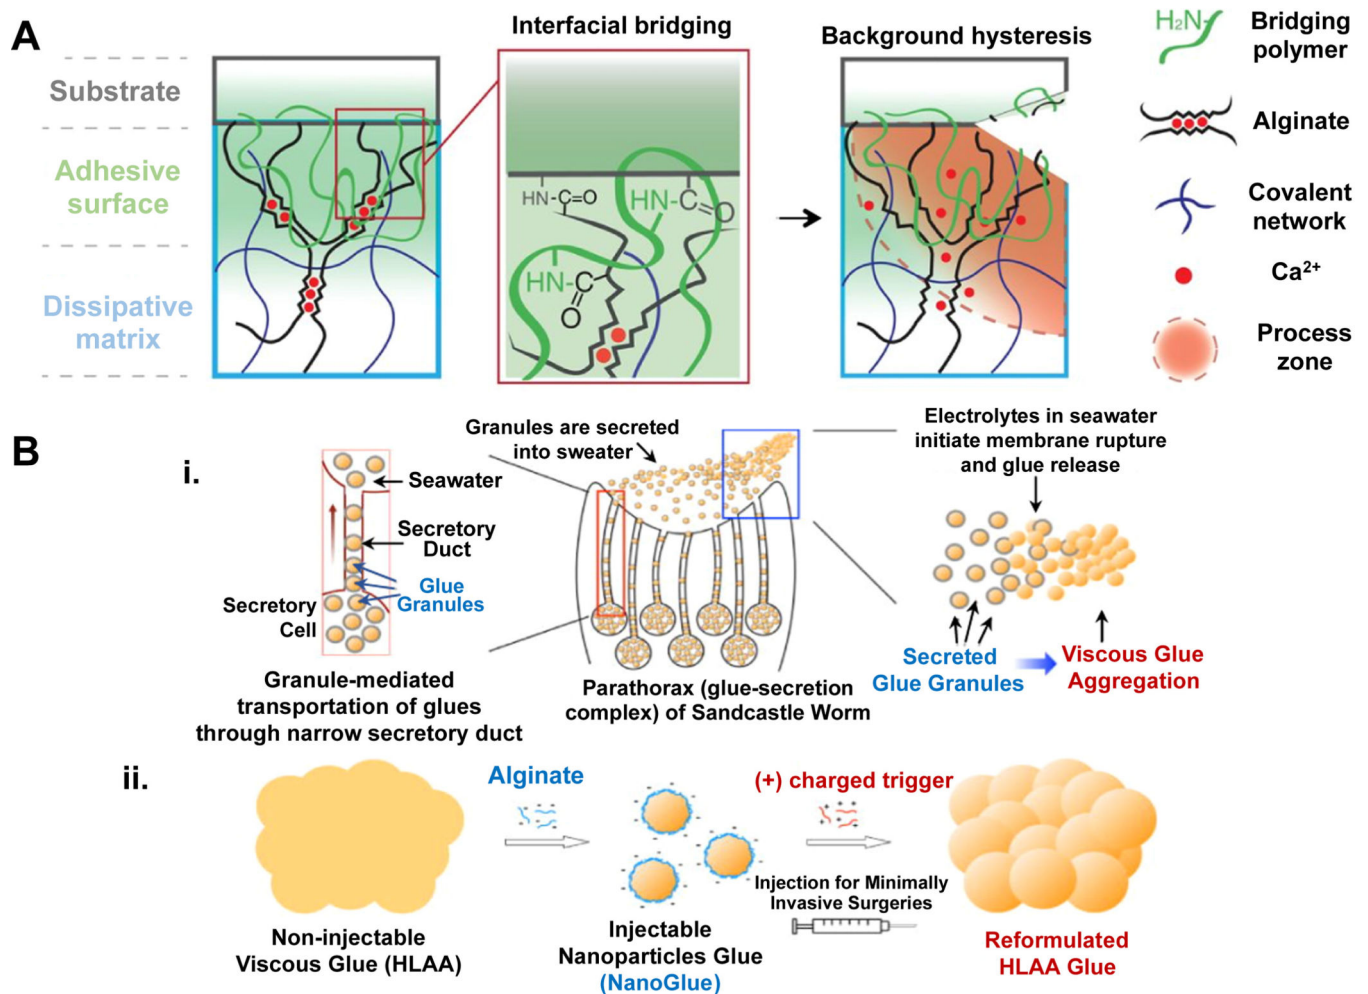 A
Substrate
Adhesive
surface
Dissipative
matrix
Interfacial bridging
HN-C=O
HN-C=O
HN-C=O
Background hysteresis
H₂N-
Bridging
polymer
Alginate
Covalent
network
Ca²⁺
Process
zone
B
i.
Seawater
Secretory
Duct
Glue
Granules
Secretory
Cell
Granule-mediated
transportation of glues
through narrow secretory duct
Granules are secreted
into sweater
Parathorax (glue-secretion
complex) of Sandcastle Worm
Electrolytes in seawater
initiate membrane rupture
and glue release
Secreted
Glue Granules
Viscous Glue
Aggregation
ii.
Non-injectable
Viscous Glue (HLAA)
Alginate
Injectable
Nanoparticles Glue
(NanoGlue)
(+) charged trigger
Injection for Minimally
Invasive Surgeries
Reformulated
HLAA Glue